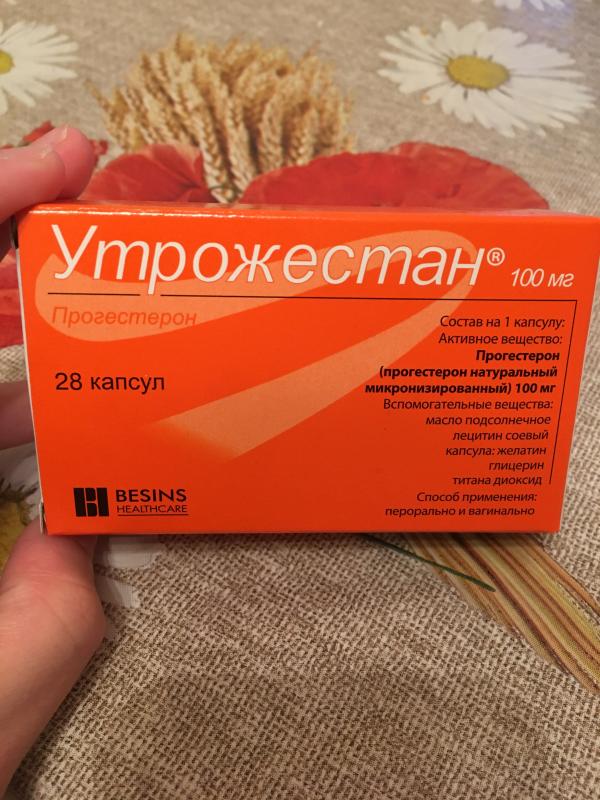 Утрожестан® 100 мг
Прогестерон
28 капсул
Состав на 1 капсулу:
Активное вещество:
Прогестерон
(прогестерон натуральный
микронизированный) 100 мг
Вспомогательные вещества:
масло подсолнечное
лецитин соевый
капсула: желатин
глицерин
титана диоксид
Способ применения:
перорально и вагинально
BESINS
HEALTHCARE